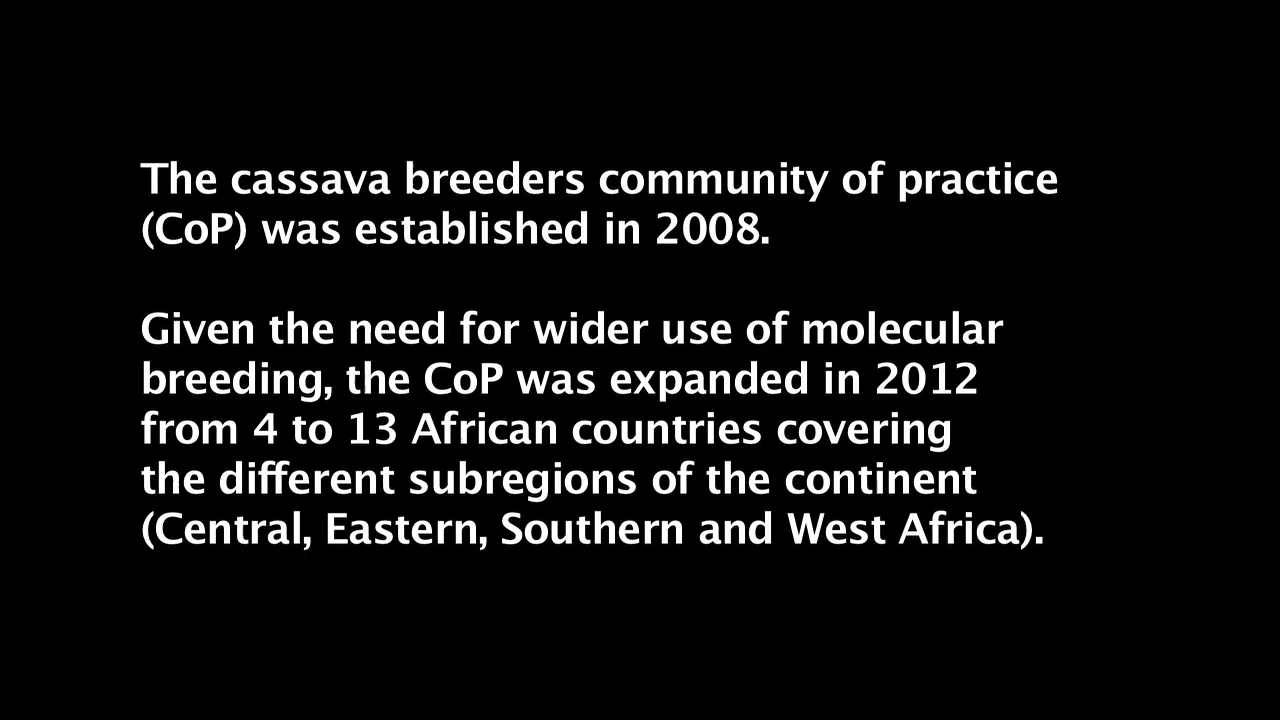 The cassava breeders community of practice
(CoP) was established in 2008.
Given the need for wider use of molecular
breeding, the CoP was expanded in 2012
from 4 to 13 African countries covering
the different subregions of the continent
(Central, Eastern, Southern and West Africa).